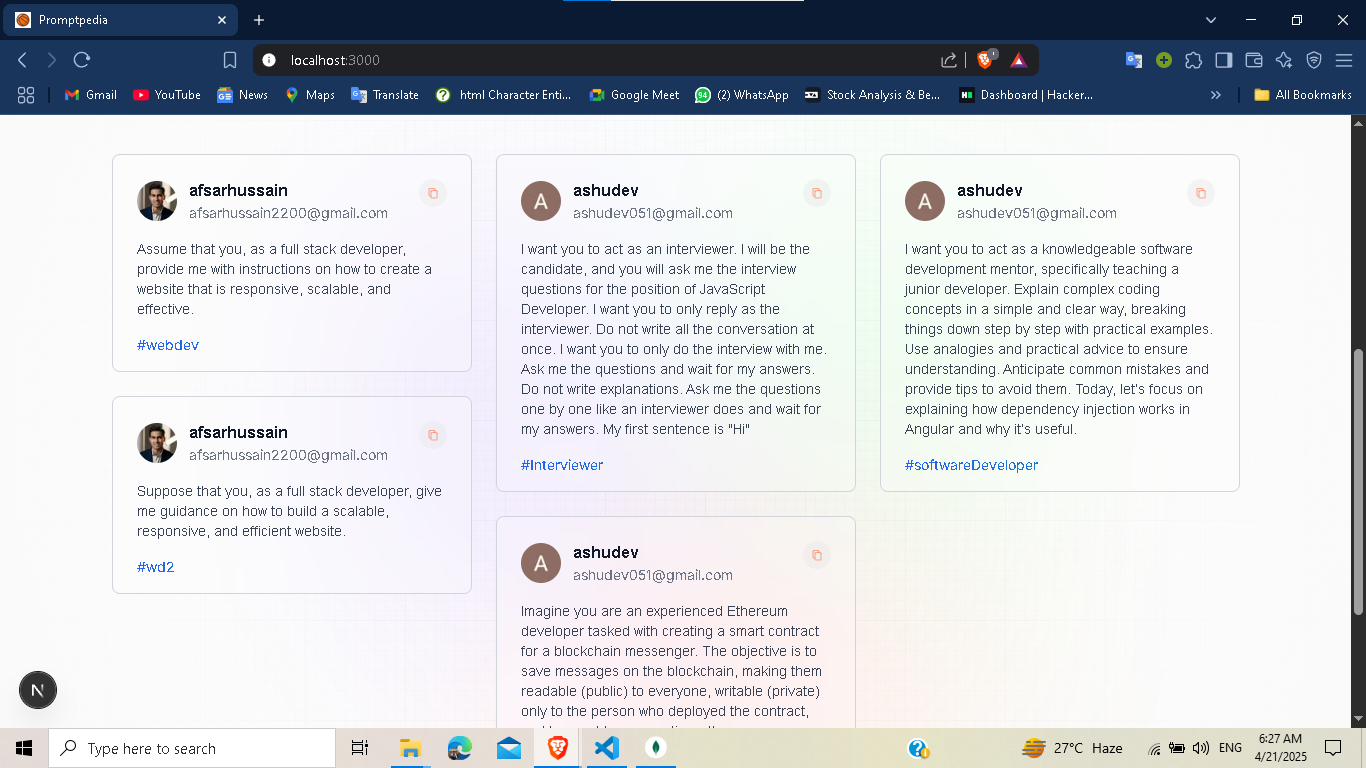 Promptpedia
localhost:3000
Gmail
YouTube
News
Maps
Translate
html Character Enti...
Google Meet
(2) WhatsApp
Stock Analysis & Be...
Dashboard | Hacker...
All Bookmarks
afsarhussain
afsarhussain2200@gmail.com
Assume that you, as a full stack developer,
provide me with instructions on how to create a
website that is responsive, scalable, and
effective.
#webdev
afsarhussain
afsarhussain2200@gmail.com
Suppose that you, as a full stack developer, give
me guidance on how to build a scalable,
responsive, and efficient website.
#wd2
A
ashudev
ashudev051@gmail.com
I want you to act as an interviewer. I will be the
candidate, and you will ask me the interview
questions for the position of JavaScript
Developer. I want you to only reply as the
interviewer. Do not write all the conversation at
once. I want you to only do the interview with me.
Ask me the questions and wait for my answers.
Do not write explanations. Ask me the questions
one by one like an interviewer does and wait for
my answers. My first sentence is "Hi"
#Interviewer
A
ashudev
ashudev051@gmail.com
Imagine you are an experienced Ethereum
developer tasked with creating a smart contract
for a blockchain messenger. The objective is to
save messages on the blockchain, making them
readable (public) to everyone, writable (private)
only to the person who deployed the contract,
A
ashudev
ashudev051@gmail.com
I want you to act as a knowledgeable software
development mentor, specifically teaching a
junior developer. Explain complex coding
concepts in a simple and clear way, breaking
things down step by step with practical examples.
Use analogies and practical advice to ensure
understanding. Anticipate common mistakes and
provide tips to avoid them. Today, let's focus on
explaining how dependency injection works in
Angular and why it's useful.
#softwareDeveloper
N
Type here to search
27°C Haze
ENG
6:27 AM
4/21/2025